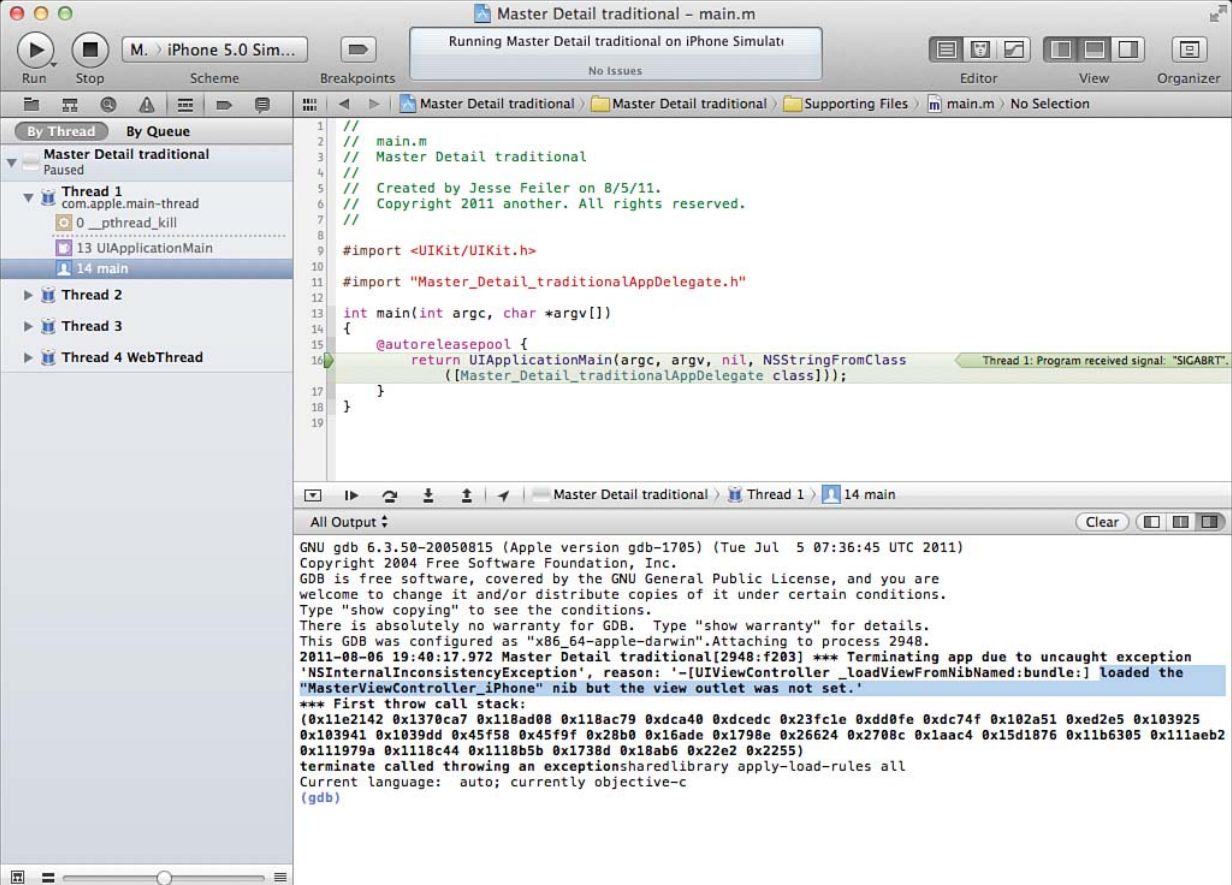 Master Detail traditional – main.m
M. 〉 iPhone 5.0 Sim...
Running Master Detail traditional on iPhone Simulat
No Issues
Run Stop Scheme Breakpoints Editor View Organizer
Master Detail traditional 〉 Master Detail traditional 〉 Supporting Files 〉 main.m 〉 No Selection
By Thread By Queue
Master Detail traditional
Paused
Thread 1
com.apple.main-thread
0 __pthread_kill
13 UIApplicationMain
14 main
Thread 2
Thread 3
Thread 4 WebThread
1 //
2 // main.m
3 // Master Detail traditional
4 //
5 // Created by Jesse Feiler on 8/5/11.
6 // Copyright 2011 another. All rights reserved.
7 //
8
9 #import <UIKit/UIKit.h>
10
11 #import "Master_Detail_traditionalAppDelegate.h"
12
13 int main(int argc, char *argv[])
14 {
15 @autoreleasepool {
16 return UIApplicationMain(argc, argv, nil, NSStringFromClass
([Master_Detail_traditionalAppDelegate class]));
Thread 1: Program received signal: "SIGABRT".
17 }
18 }
19
Master Detail traditional 〉 Thread 1 〉 14 main
All Output
Clear
GNU gdb 6.3.50-20050815 (Apple version gdb-1705) (Tue Jul  5 07:36:45 UTC 2011)
Copyright 2004 Free Software Foundation, Inc.
GDB is free software, covered by the GNU General Public License, and you are
welcome to change it and/or distribute copies of it under certain conditions.
Type "show copying" to see the conditions.
There is absolutely no warranty for GDB.  Type "show warranty" for details.
This GDB was configured as "x86_64-apple-darwin".Attaching to process 2948.
2011-08-06 19:40:17.972 Master Detail traditional[2948:f203] *** Terminating app due to uncaught exception
'NSInternalInconsistencyException', reason: '-[UIViewController _loadViewFromNibNamed:bundle:] loaded the
"MasterViewController_iPhone" nib but the view outlet was not set.'
*** First throw call stack:
(0x11e2142 0x1370ca7 0x118ad08 0x118ac79 0xdca40 0xdcedc 0x23fc1e 0xdd0fe 0xdc74f 0x102a51 0xed2e5 0x103925
0x103941 0x1039dd 0x45f58 0x45f9f 0x28b0 0x16ade 0x1798e 0x26624 0x2708c 0x1aac4 0x15d1876 0x11b6305 0x111aeb2
0x111979a 0x1118c44 0x1118b5b 0x1738d 0x18ab6 0x22e2 0x2255)
terminate called throwing an exceptionsharedlibrary apply-load-rules all
Current language:  auto; currently objective-c
(gdb)